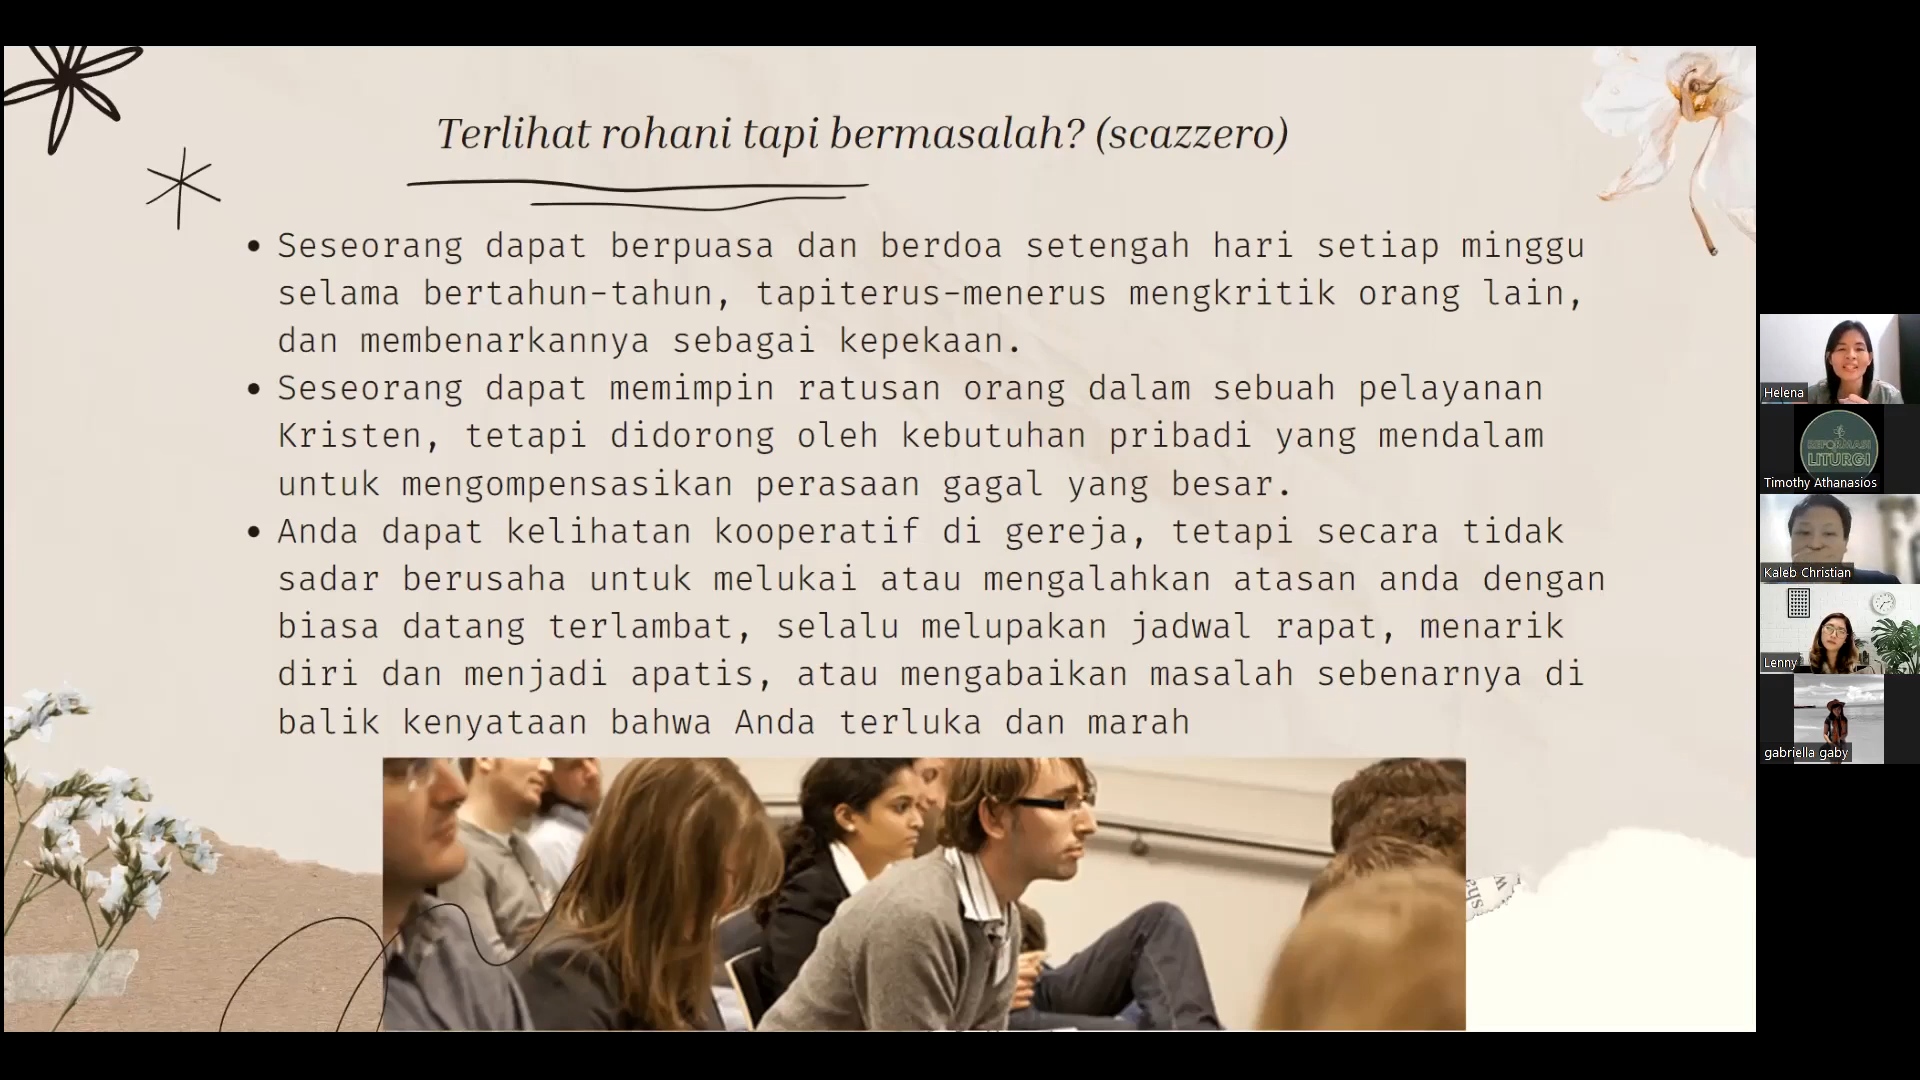 Terlihat rohani tapi bermasalah? (scazzero)
• Seseorang dapat berpuasa dan berdoa setengah hari setiap minggu
selama bertahun-tahun, tapiterus-menerus mengkritik orang lain,
dan membenarkannya sebagai kepekaan.
• Seseorang dapat memimpin ratusan orang dalam sebuah pelayanan
Kristen, tetapi didorong oleh kebutuhan pribadi yang mendalam
untuk mengompensasikan perasaan gagal yang besar.
• Anda dapat kelihatan kooperatif di gereja, tetapi secara tidak
sadar berusaha untuk melukai atau mengalahkan atasan anda dengan
biasa datang terlambat, selalu melupakan jadwal rapat, menarik
diri dan menjadi apatis, atau mengabaikan masalah sebenarnya di
balik kenyataan bahwa Anda terluka dan marah
Helena
REFORMASI
LITURGI
Timothy Athanasios
Kaleb Christian
Lenny
gabriella gaby